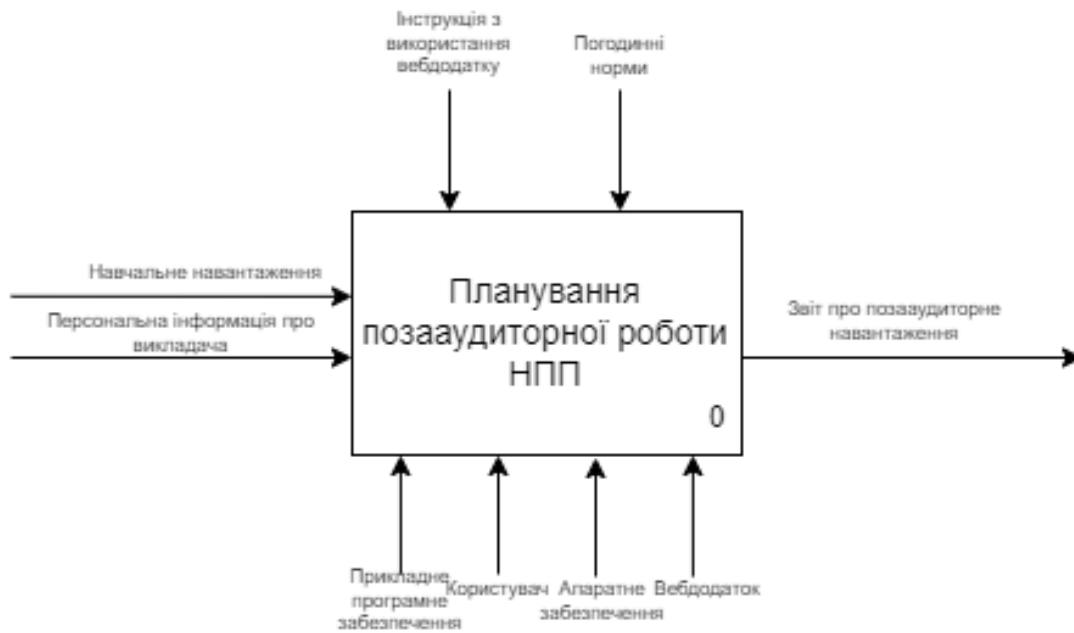 Інструкція з
використання
вебдодатку
Погодинні
норми
Навчальне навантаження
Персональна інформація про
викладача
Планування
позааудиторної роботи
НПП
0
Звіт про позааудиторне
навантаження
Прикладне
програмне
забезпечення
Користувач
Апаратне
забезпечення
Вебдодаток